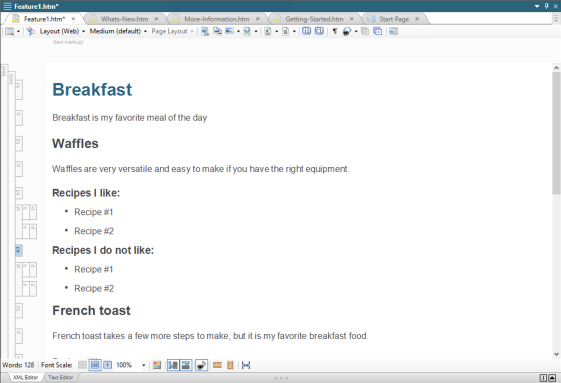 Feature1.htm*
Feature1.htm* Whats-New.htm More-Information.htm Getting-Started.htm Start Page
Layout (Web) Medium (default) Page Layout
Breakfast
Breakfast is my favorite meal of the day
Waffles
Waffles are very versatile and easy to make if you have the right equipment.
Recipes I like:
• Recipe #1
• Recipe #2
Recipes I do not like:
• Recipe #1
• Recipe #2
French toast
French toast takes a few more steps to make, but it is my favorite breakfast food.
Words: 128 Font Scale: 100%
XML Editor Text Editor